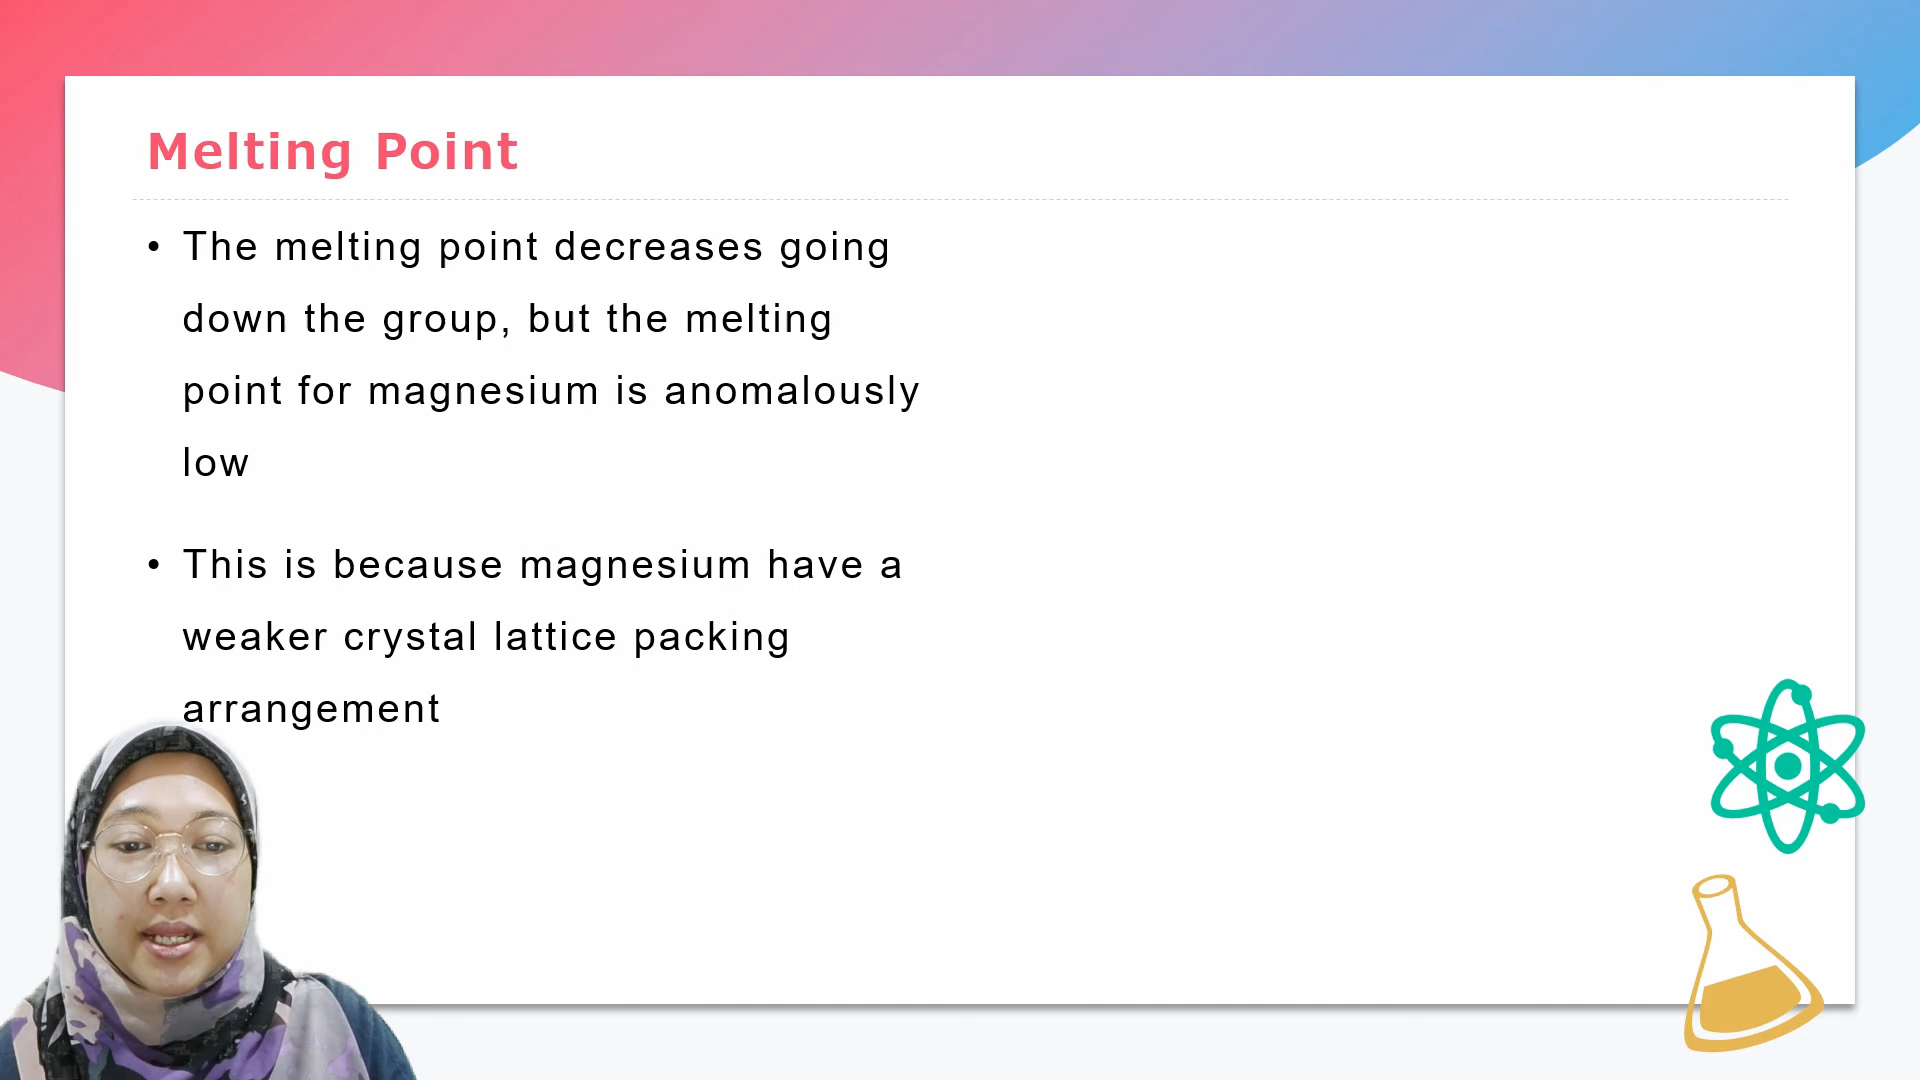 Melting Point
• The melting point decreases going
down the group, but the melting
point for magnesium is anomalously
low
• This is because magnesium have a
weaker crystal lattice packing
arrangement